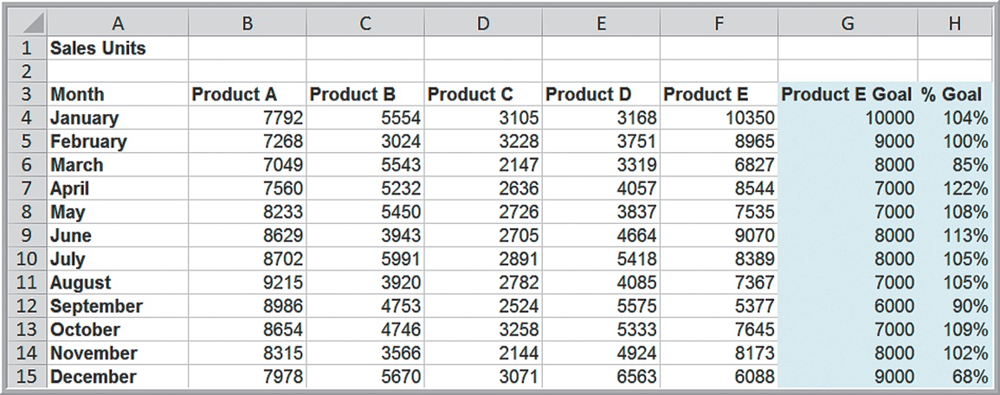 A B C D E F G H
1 Sales Units
2
3 Month Product A Product B Product C Product D Product E Product E Goal % Goal
4 January 7792 5554 3105 3168 10350 10000 104%
5 February 7268 3024 3228 3751 8965 9000 100%
6 March 7049 5543 2147 3319 6827 8000 85%
7 April 7560 5232 2636 4057 8544 7000 122%
8 May 8233 5450 2726 3837 7535 7000 108%
9 June 8629 3943 2705 4664 9070 8000 113%
10 July 8702 5991 2891 5418 8389 8000 105%
11 August 9215 3920 2782 4085 7367 7000 105%
12 September 8986 4753 2524 5575 5377 6000 90%
13 October 8654 4746 3258 5333 7645 7000 109%
14 November 8315 3566 2144 4924 8173 8000 102%
15 December 7978 5670 3071 6563 6088 9000 68%